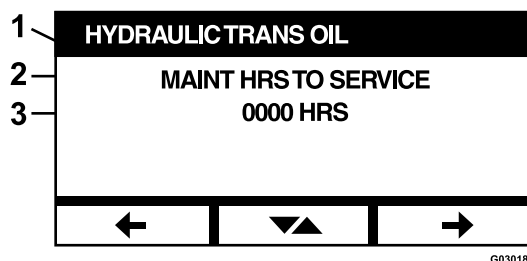 1
HYDRAULIC TRANS OIL
2
MAINT HRS TO SERVICE
3
0000 HRS
G03018